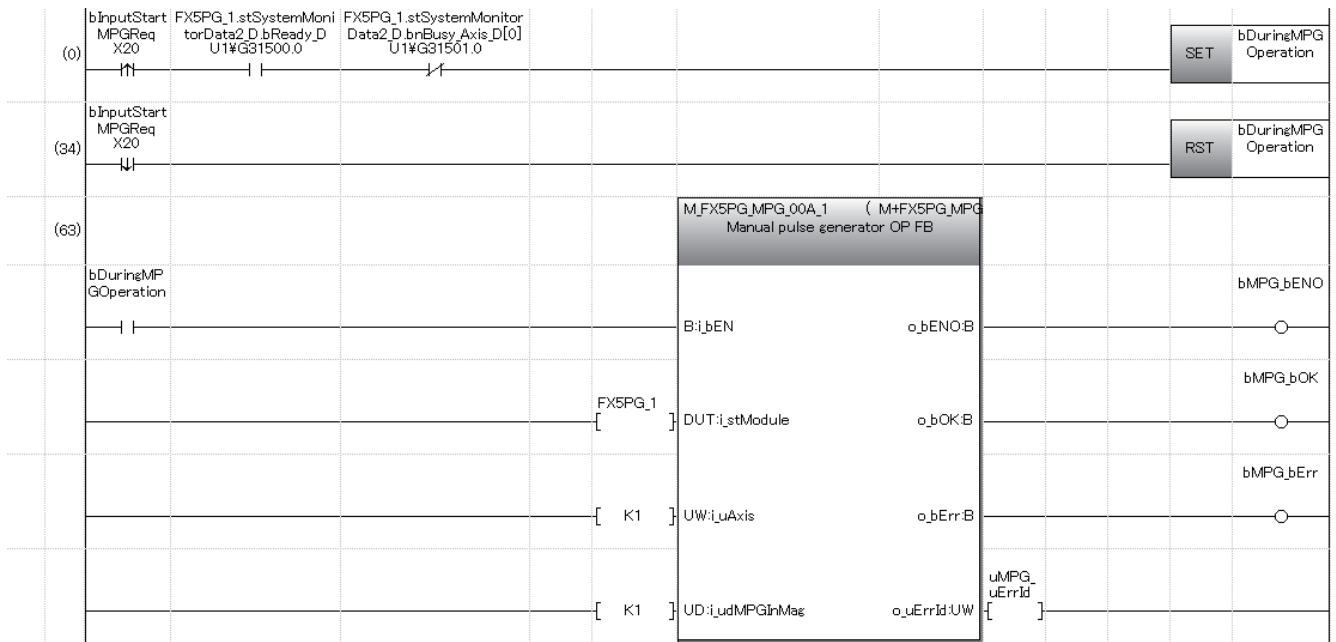 bInputStart FX5PG_1.stSystemMoni FX5PG_1.stSystemMonitor
MPGReq torData2_D.bReady_D Data2_D.bnBusy_Axis_D[0]
X20 U1¥G31500.0 U1¥G31501.0
(0)
SET
bDuringMPG
Operation
bInputStart
MPGReq
X20
(34)
RST
bDuringMPG
Operation
(63)
M_FX5PG_MPG_00A_1 ( M+FX5PG_MPG
Manual pulse generator OP FB
bDuringMP
GOperation
bMPG_bENO
B:i_bEN o_bENO:B
bMPG_bOK
FX5PG_1
DUT:i_stModule o_bOK:B
bMPG_bErr
K1 UW:i_uAxis o_bErr:B
uMPG_
uErrId
K1 UD:i_udMPGInMag o_uErrId:UW